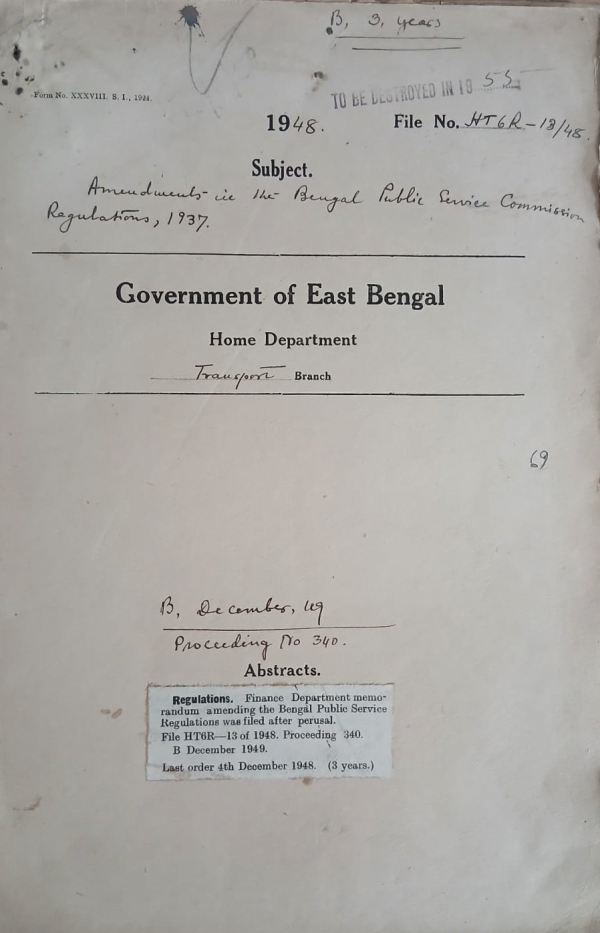 B, 3, years
Form No. XXXVIII, S. I., 1924.
TO BE DESTROYED IN 19 53
1948. File No. HT6R-13/48.
Subject.
Amendments in the Bengal Public Service Commission
Regulations, 1937.
Government of East Bengal
Home Department
Transport Branch
69
B, December, 49
Proceeding No 340.
Abstracts.
Regulations. Finance Department memo-
randum amending the Bengal Public Service
Regulations was filed after perusal.
File HT6R—13 of 1948. Proceeding 340.
B December 1949.
Last order 4th December 1948. (3 years.)